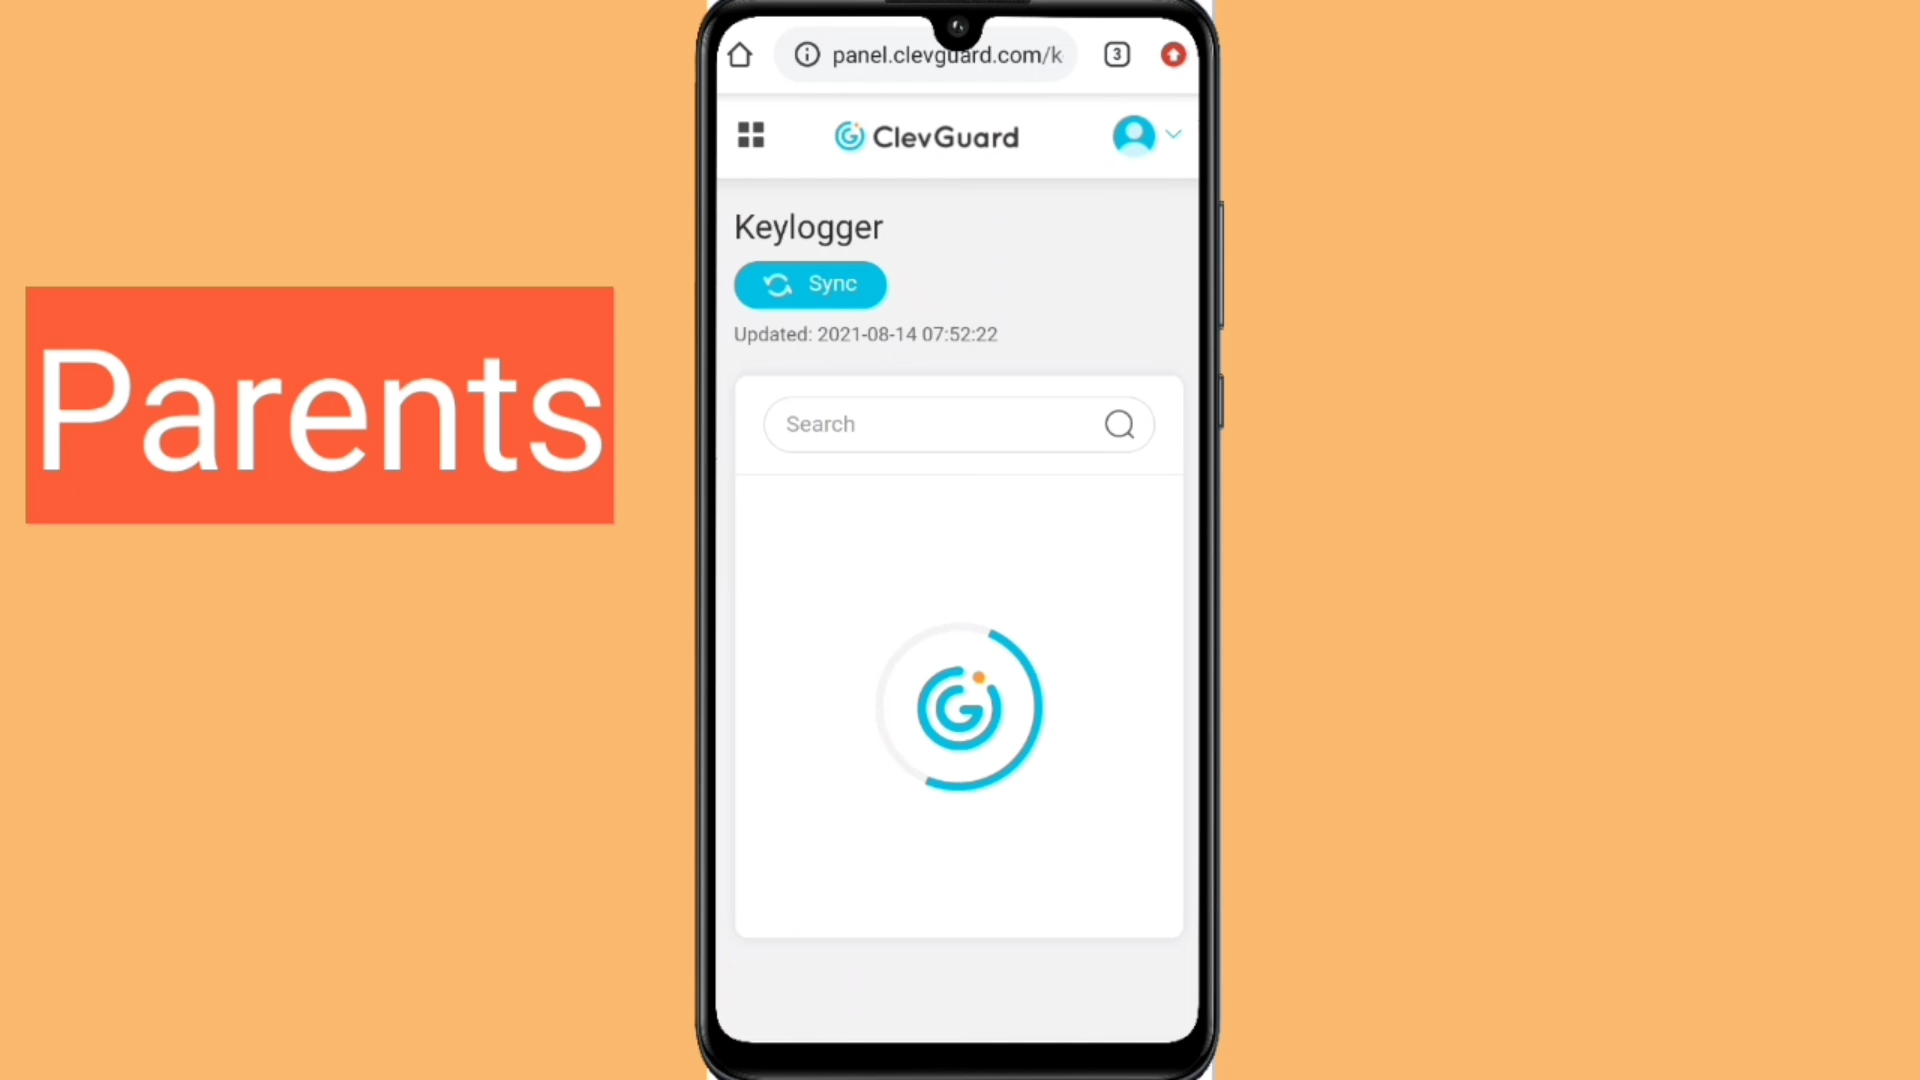 panel.clevguard.com/k
3
ClevGuard
Keylogger
Sync
Updated: 2021-08-14 07:52:22
Parents
Search